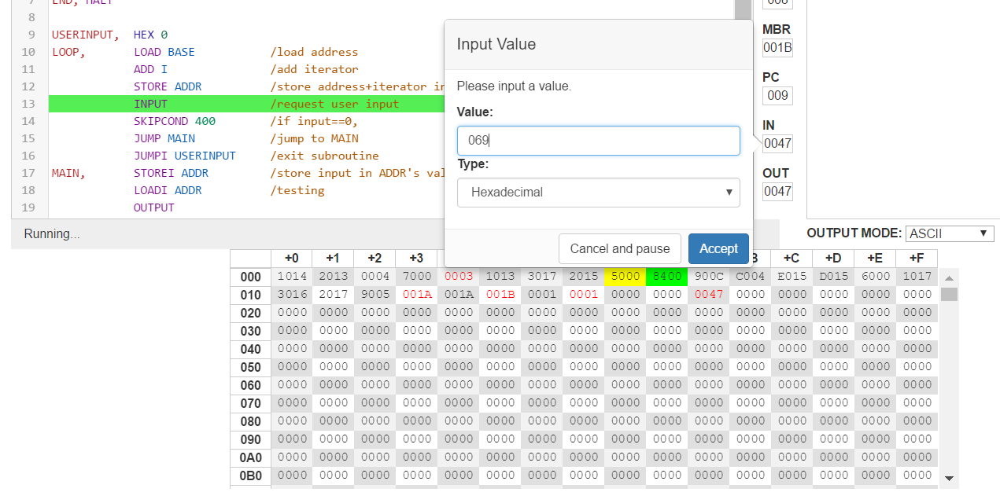 7 END, HALT
8
9 USERINPUT, HEX 0
10 LOOP, LOAD BASE /load address
11 ADD I /add iterator
12 STORE ADDR /store address+iterator in
13 INPUT /request user input
14 SKIPCOND 400 /if input==0,
15 JUMP MAIN /jump to MAIN
16 JUMPI USERINPUT /exit subroutine
17 MAIN, STOREI ADDR /store input in ADDR's val
18 LOADI ADDR /testing
19 OUTPUT
Running...
Input Value
Please input a value.
Value:
069
Type:
Hexadecimal ▼
Cancel and pause Accept
008
MBR
001B
PC
009
IN
0047
OUT
0047
OUTPUT MODE: ASCII ▼
+0 +1 +2 +3 B +C +D +E +F
000 1014 2013 0004 7000 0003 1013 3017 2015 5000 8400 900C C004 E015 D015 6000 1017
010 3016 2017 9005 001A 001A 001B 0001 0001 0000 0000 0047 0000 0000 0000 0000 0000
020 0000 0000 0000 0000 0000 0000 0000 0000 0000 0000 0000 0000 0000 0000 0000 0000
030 0000 0000 0000 0000 0000 0000 0000 0000 0000 0000 0000 0000 0000 0000 0000 0000
040 0000 0000 0000 0000 0000 0000 0000 0000 0000 0000 0000 0000 0000 0000 0000 0000
050 0000 0000 0000 0000 0000 0000 0000 0000 0000 0000 0000 0000 0000 0000 0000 0000
060 0000 0000 0000 0000 0000 0000 0000 0000 0000 0000 0000 0000 0000 0000 0000 0000
070 0000 0000 0000 0000 0000 0000 0000 0000 0000 0000 0000 0000 0000 0000 0000 0000
080 0000 0000 0000 0000 0000 0000 0000 0000 0000 0000 0000 0000 0000 0000 0000 0000
090 0000 0000 0000 0000 0000 0000 0000 0000 0000 0000 0000 0000 0000 0000 0000 0000
0A0 0000 0000 0000 0000 0000 0000 0000 0000 0000 0000 0000 0000 0000 0000 0000 0000
0B0 0000 0000 0000 0000 0000 0000 0000 0000 0000 0000 0000 0000 0000 0000 0000 0000